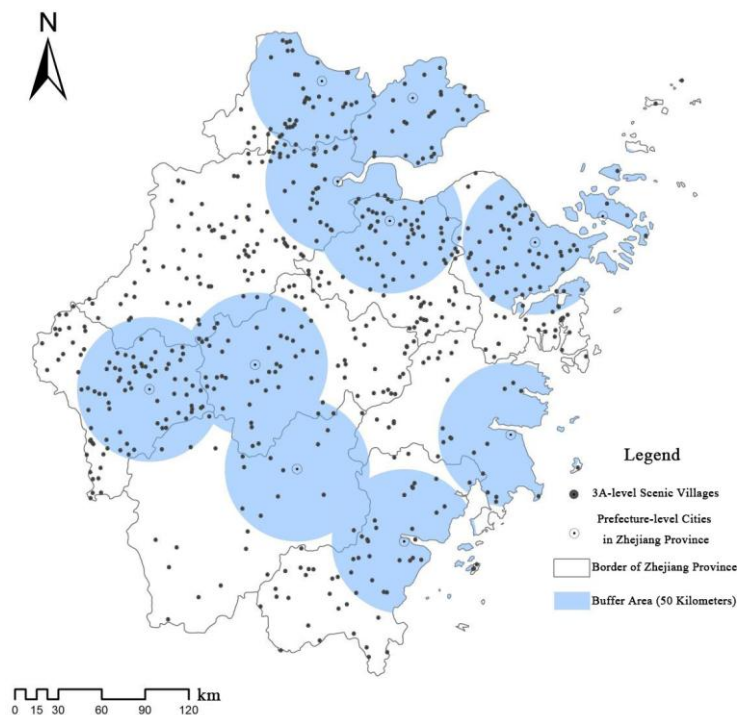 N
Legend
3A-level Scenic Villages
Prefecture-level Cities
in Zhejiang Province
Border of Zhejiang Province
Buffer Area (50 Kilometers)
km
0 15 30 60 90 120